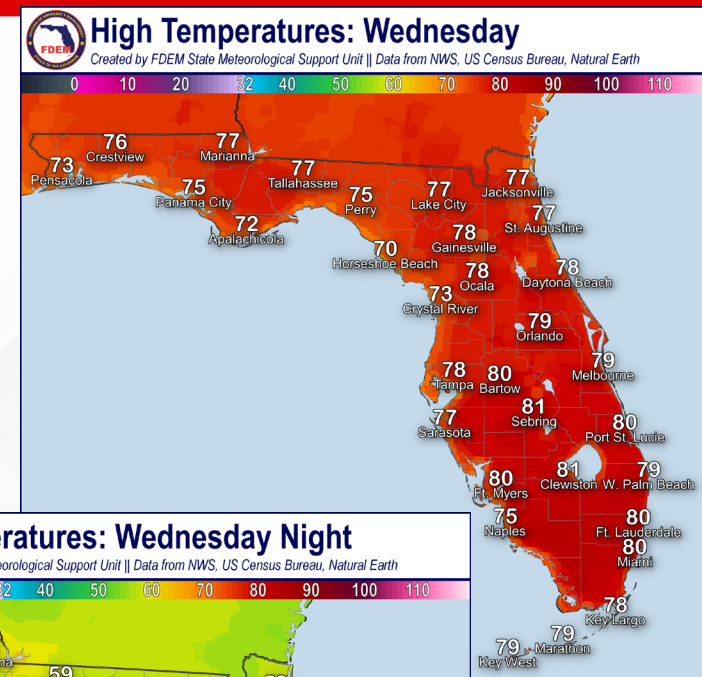 FDEM
High Temperatures: Wednesday
Created by FDEM State Meteorological Support Unit || Data from NWS, US Census Bureau, Natural Earth
0 10 20 32 40 50 60 70 80 90 100 110
76
Crestview
77
Marianna
73
Pensacola
77
Tallahassee
75
Panama City
75
Perry
77
Lake City
77
Jacksonville
77
St. Augustine
72
Apalachicola
78
Gainesville
70
Horseshoe Beach
78
Ocala
78
Daytona Beach
73
Crystal River
79
Orlando
79
Melbourne
78
Tampa
80
Bartow
81
Sebring
77
Sarasota
80
Port St. Lucie
81
Clewiston
79
W. Palm Beach
80
Ft. Myers
75
Naples
80
Ft. Lauderdale
80
Miami
78
Key Largo
79
Marathon
79
Key West
eratures: Wednesday Night
eorological Support Unit || Data from NWS, US Census Bureau, Natural Earth
32 40 50 60 70 80 90 100 110
na
59